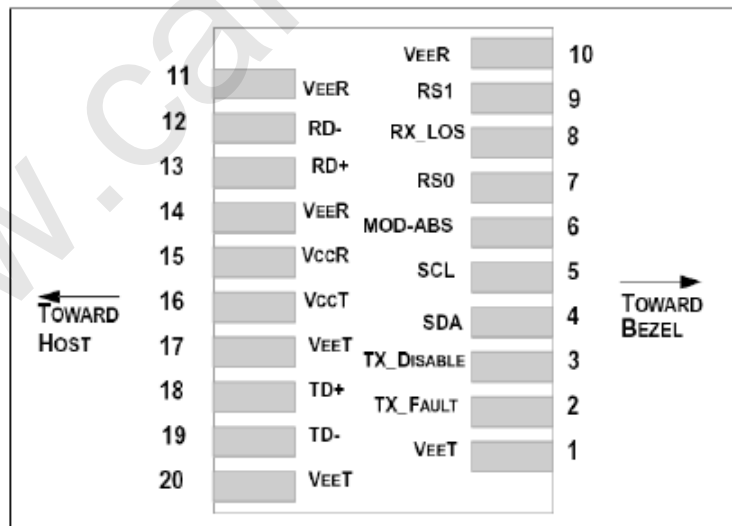 VEER 10
11 VEER RS1 9
12 RD- RX_LOS 8
13 RD+ RS0 7
14 VEER MOD-ABS 6
15 VCCR SCL 5
16 VCCT SDA 4
TOWARD HOST
TOWARD BEZEL
17 VEET TX_DISABLE 3
18 TD+ TX_FAULT 2
19 TD- VEET 1
20 VEET
w.ca